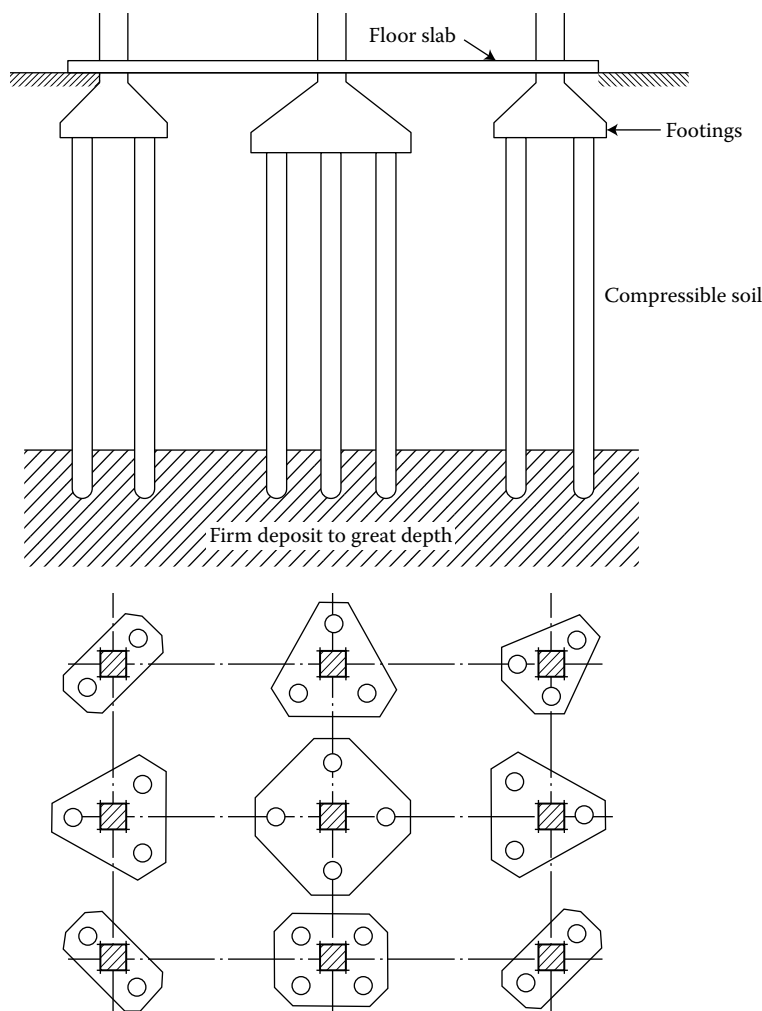 Floor slab
Footings
Compressible soil
Firm deposit to great depth